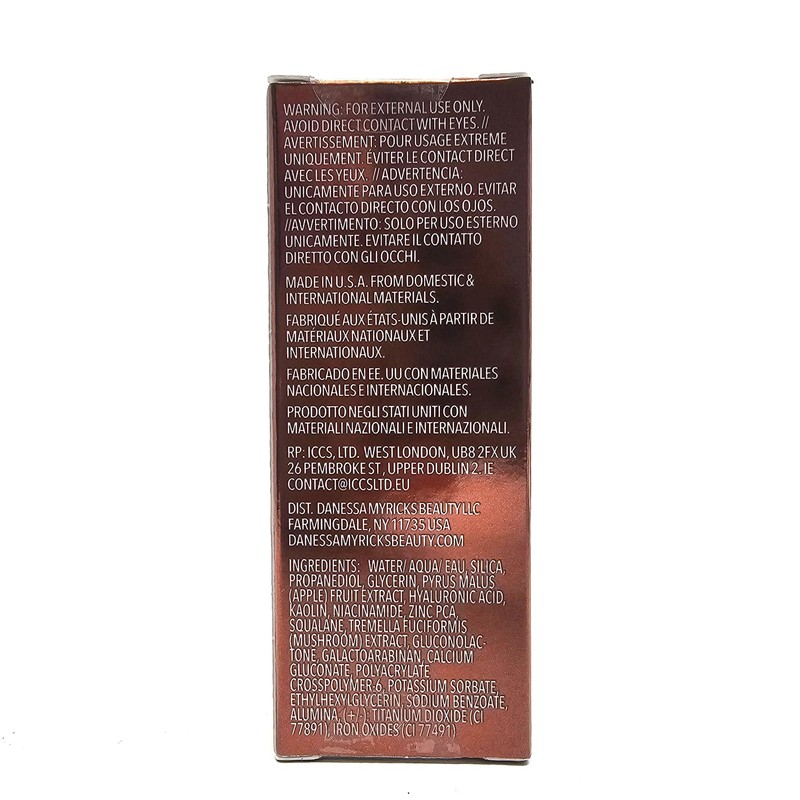 WARNING: FOR EXTERNAL USE ONLY.
AVOID DIRECT CONTACT WITH EYES. //
AVERTISSEMENT: POUR USAGE EXTREME
UNIQUEMENT. ÉVITER LE CONTACT DIRECT
AVEC LES YEUX. // ADVERTENCIA:
UNICAMENTE PARA USO EXTERNO. EVITAR
EL CONTACTO DIRECTO CON LOS OJOS.
//AVVERTIMENTO: SOLO PER USO ESTERNO
UNICAMENTE. EVITARE IL CONTATTO
DIRETTO CON GLI OCCHI.
MADE IN U.S.A. FROM DOMESTIC &
INTERNATIONAL MATERIALS.
FABRIQUÉ AUX ÉTATS-UNIS À PARTIR DE
MATÉRIAUX NATIONAUX ET
INTERNATIONAUX.
FABRICADO EN EE. UU CON MATERIALES
NACIONALES E INTERNACIONALES.
PRODOTTO NEGLI STATI UNITI CON
MATERIALI NAZIONALI E INTERNAZIONALI.
RP: ICCS, LTD. WEST LONDON, UB8 2FX UK
26 PEMBROKE ST, UPPER DUBLIN 2. IE
CONTACT@ICCSLTD.EU
DIST. DANESSA MYRICKS BEAUTY LLC
FARMINGDALE, NY 11735 USA
DANESSAMYRICKSBEAUTY.COM
INGREDIENTS: WATER/ AQUA/ EAU, SILICA,
PROPANEDIOL, GLYCERIN, PYRUS MALUS
(APPLE) FRUIT EXTRACT, HYALURONIC ACID,
KAOLIN, NIACINAMIDE, ZINC PCA,
SQUALANE, TREMELLA FUCIFORMIS
(MUSHROOM) EXTRACT, GLUCONOLAC-
TONE, GALACTOARABINAN, CALCIUM
GLUCONATE, POLYACRYLATE
CROSSPOLYMER-6, POTASSIUM SORBATE,
ETHYLHEXYLGLYCERIN, SODIUM BENZOATE,
ALUMINA, (+/-): TITANIUM DIOXIDE (CI
77891), IRON OXIDES (CI 77491)